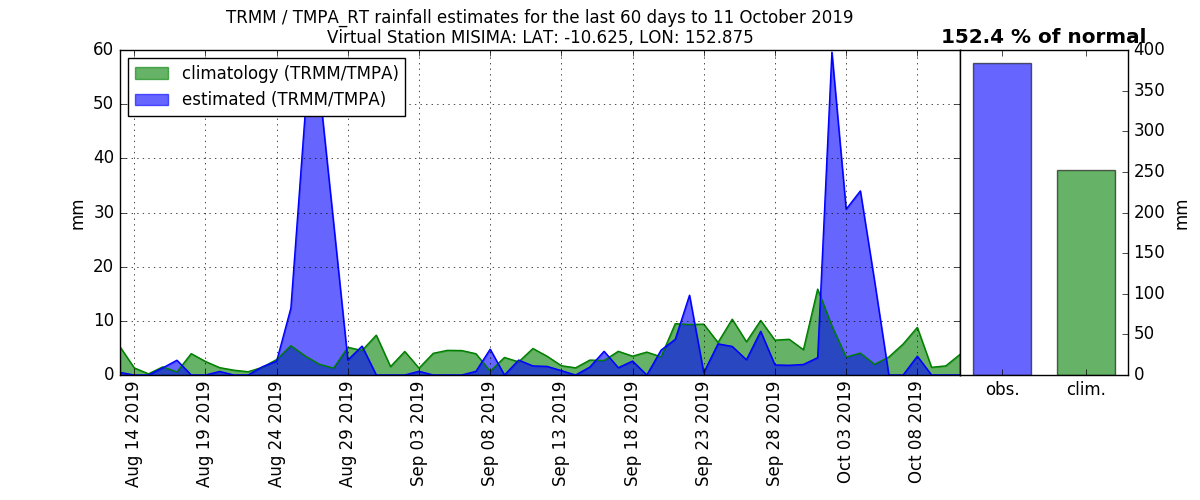 TRMM / TMPA_RT rainfall estimates for the last 60 days to 11 October 2019
Virtual Station MISIMA: LAT: -10.625, LON: 152.875
152.4 % of normal
climatology (TRMM/TMPA)
estimated (TRMM/TMPA)
mm
60
50
40
30
20
10
0
Aug 14 2019
Aug 19 2019
Aug 24 2019
Aug 29 2019
Sep 03 2019
Sep 08 2019
Sep 13 2019
Sep 18 2019
Sep 23 2019
Sep 28 2019
Oct 03 2019
Oct 08 2019
400
350
300
250
200
150
100
50
0
mm
obs.
clim.